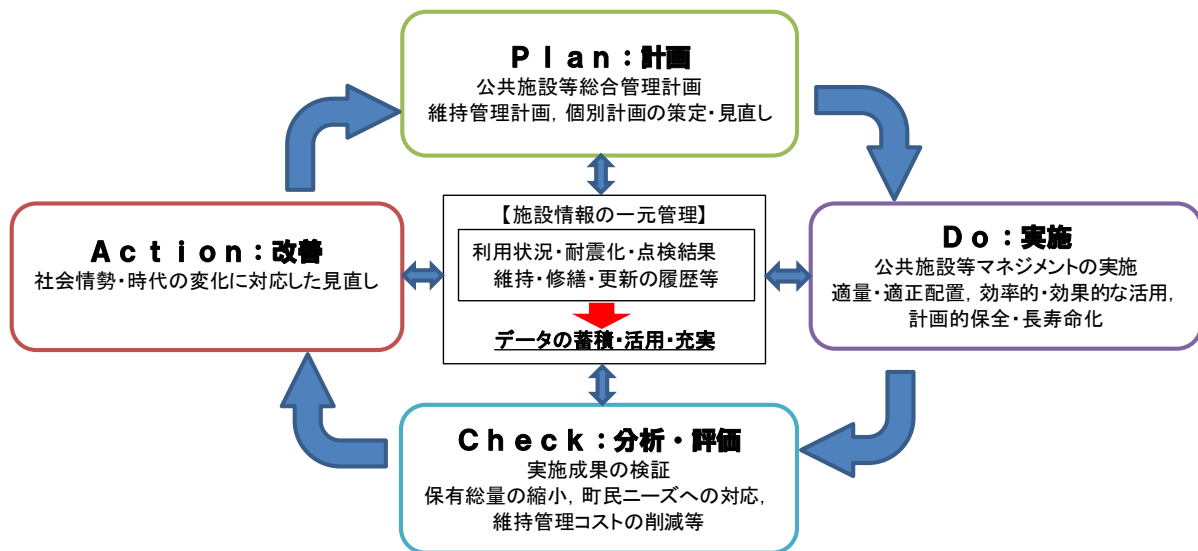 Plan：計画
公共施設等総合管理計画
維持管理計画，個別計画の策定・見直し
【施設情報の一元管理】
利用状況・耐震化・点検結果
維持・修繕・更新の履歴等
データの蓄積・活用・充実
Action：改善
社会情勢・時代の変化に対応した見直し
Do：実施
公共施設等マネジメントの実施
適量・適正配置，効率的・効果的な活用，
計画的保全・長寿命化
Check：分析・評価
実施成果の検証
保有総量の縮小，町民ニーズへの対応，
維持管理コストの削減等